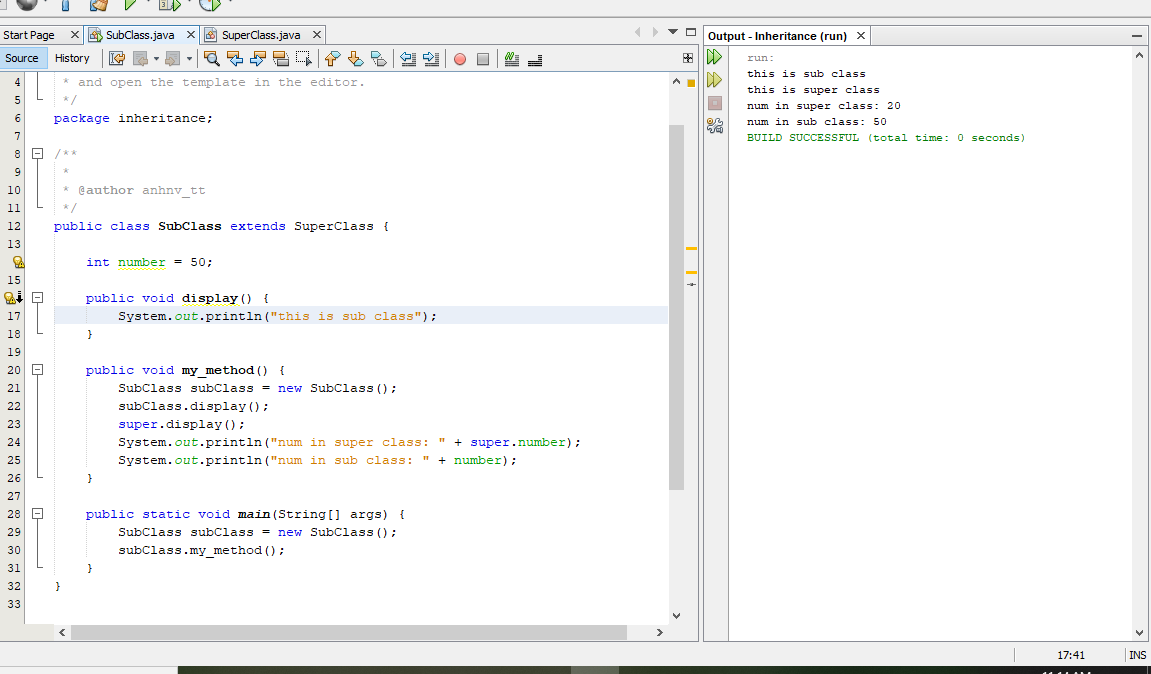 Start Page
SubClass.java
SuperClass.java
Source
History
4 * and open the template in the editor.
5 */
6 package inheritance;
7
8 /**
9 *
10 * @author anhnv_tt
11 */
12 public class SubClass extends SuperClass {
13
int number = 50;
15
public void display() {
17 System.out.println("this is sub class");
18 }
19
20 public void my_method() {
21 SubClass subClass = new SubClass();
22 subClass.display();
23 super.display();
24 System.out.println("num in super class: " + super.number);
25 System.out.println("num in sub class: " + number);
26 }
27
28 public static void main(String[] args) {
29 SubClass subClass = new SubClass();
30 subClass.my_method();
31 }
32 }
33
Output - Inheritance (run)
run:
this is sub class
this is super class
num in super class: 20
num in sub class: 50
BUILD SUCCESSFUL (total time: 0 seconds)
17:41
INS